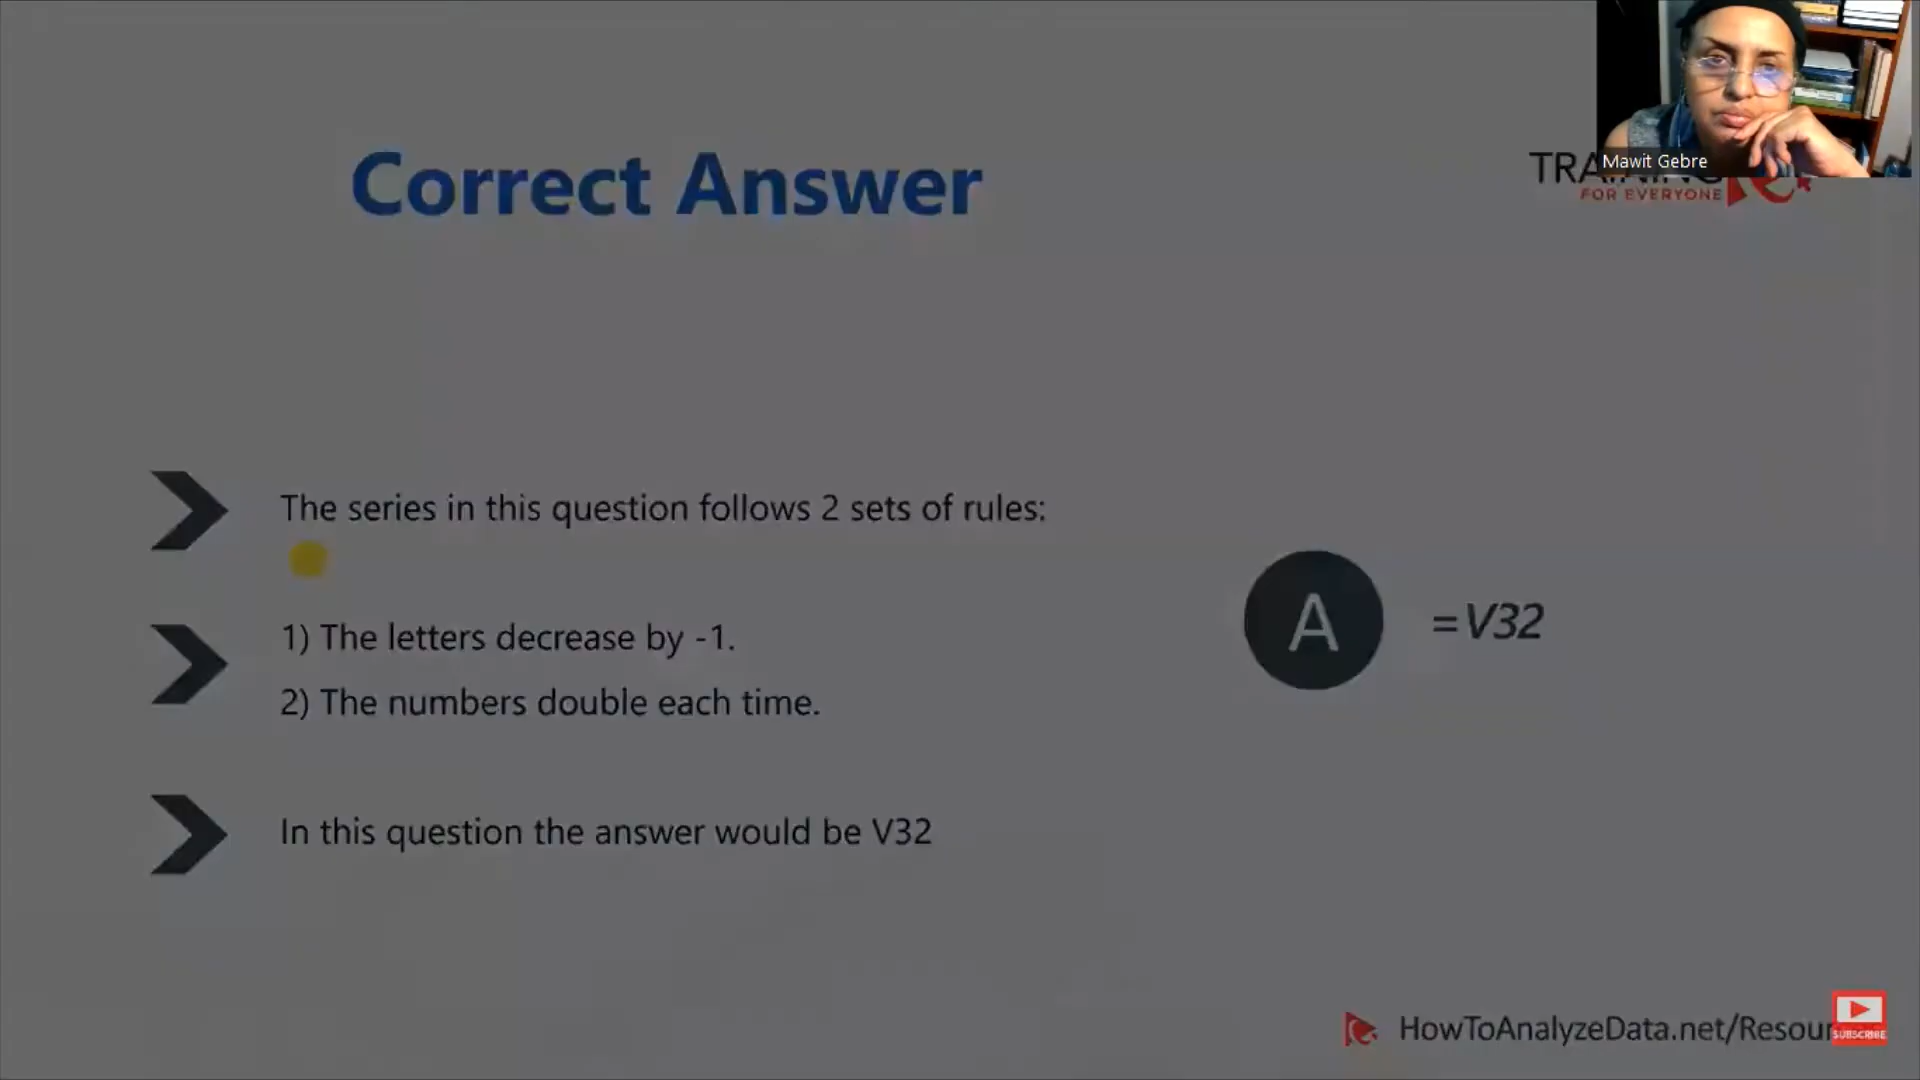 Mawit Gebre
Correct Answer
FOR EVERYONE
The series in this question follows 2 sets of rules:
1) The letters decrease by -1.
2) The numbers double each time.
A = V32
In this question the answer would be V32
HowToAnalyzeData.net/Resour
SUBSCRIBE